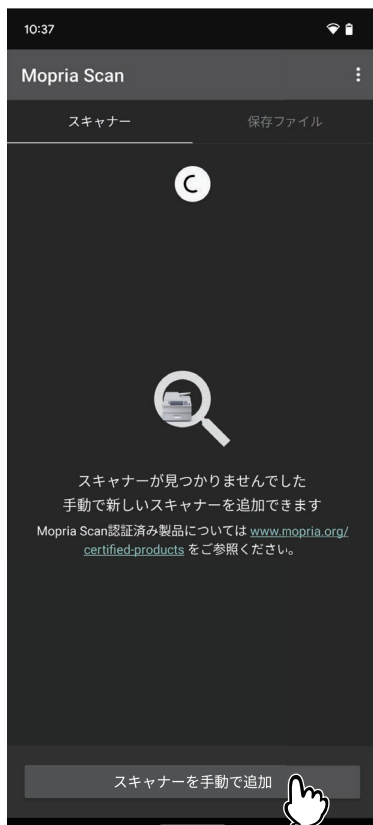 10:37
Mopria Scan
スキャナー
保存ファイル
スキャナーが見つかりませんでした
手動で新しいスキャナーを追加できます
Mopria Scan認証済み製品については www.mopria.org/
certified-products をご参照ください。
スキャナーを手動で追加